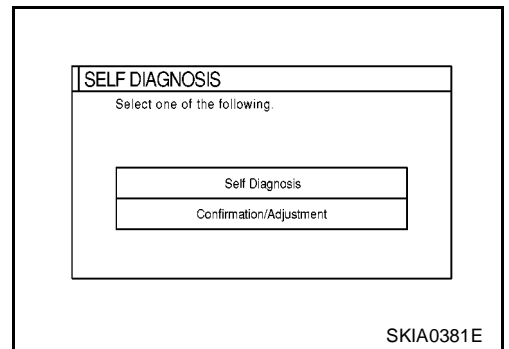 SELF DIAGNOSIS
Select one of the following.
Self Diagnosis
Confirmation/Adjustment
SKIA0381E